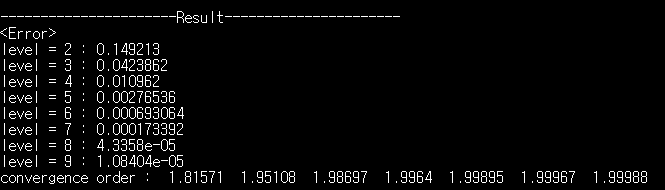 ----------------------Result----------------------
<Error>
level = 2 : 0.149213
level = 3 : 0.0423862
level = 4 : 0.010962
level = 5 : 0.00276536
level = 6 : 0.000693064
level = 7 : 0.000173392
level = 8 : 4.3358e-05
level = 9 : 1.08404e-05
convergence order :  1.81571  1.95108  1.98697  1.9964  1.99895  1.99967  1.99988